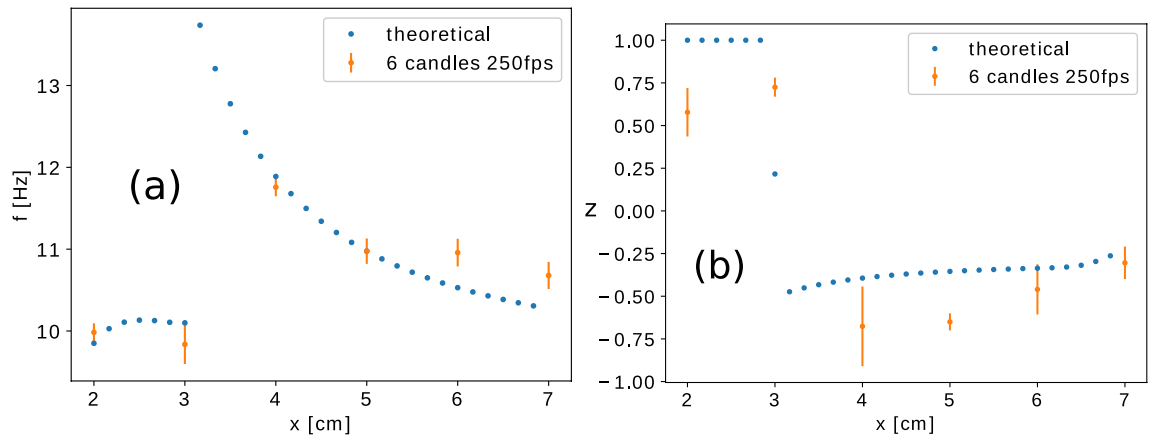 theoretical
6 candles 250fps
13
12
11
10
f [Hz]
(a)
2 3 4 5 6 7
x [cm]
theoretical
6 candles 250fps
1.00
0.75
0.50
0.25
0.00
−0.25
−0.50
−0.75
−1.00
z
(b)
2 3 4 5 6 7
x [cm]